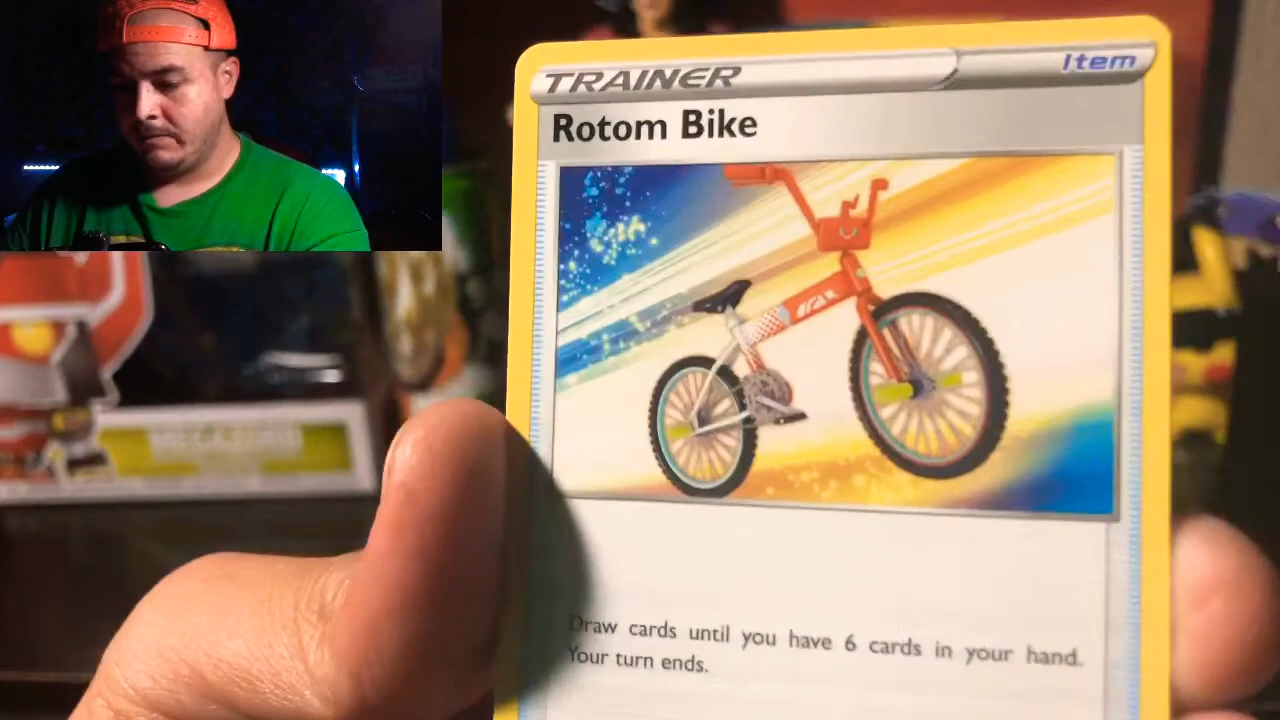 TRAINER
Item
Rotom Bike
Draw cards until you have 6 cards in your hand.
Your turn ends.